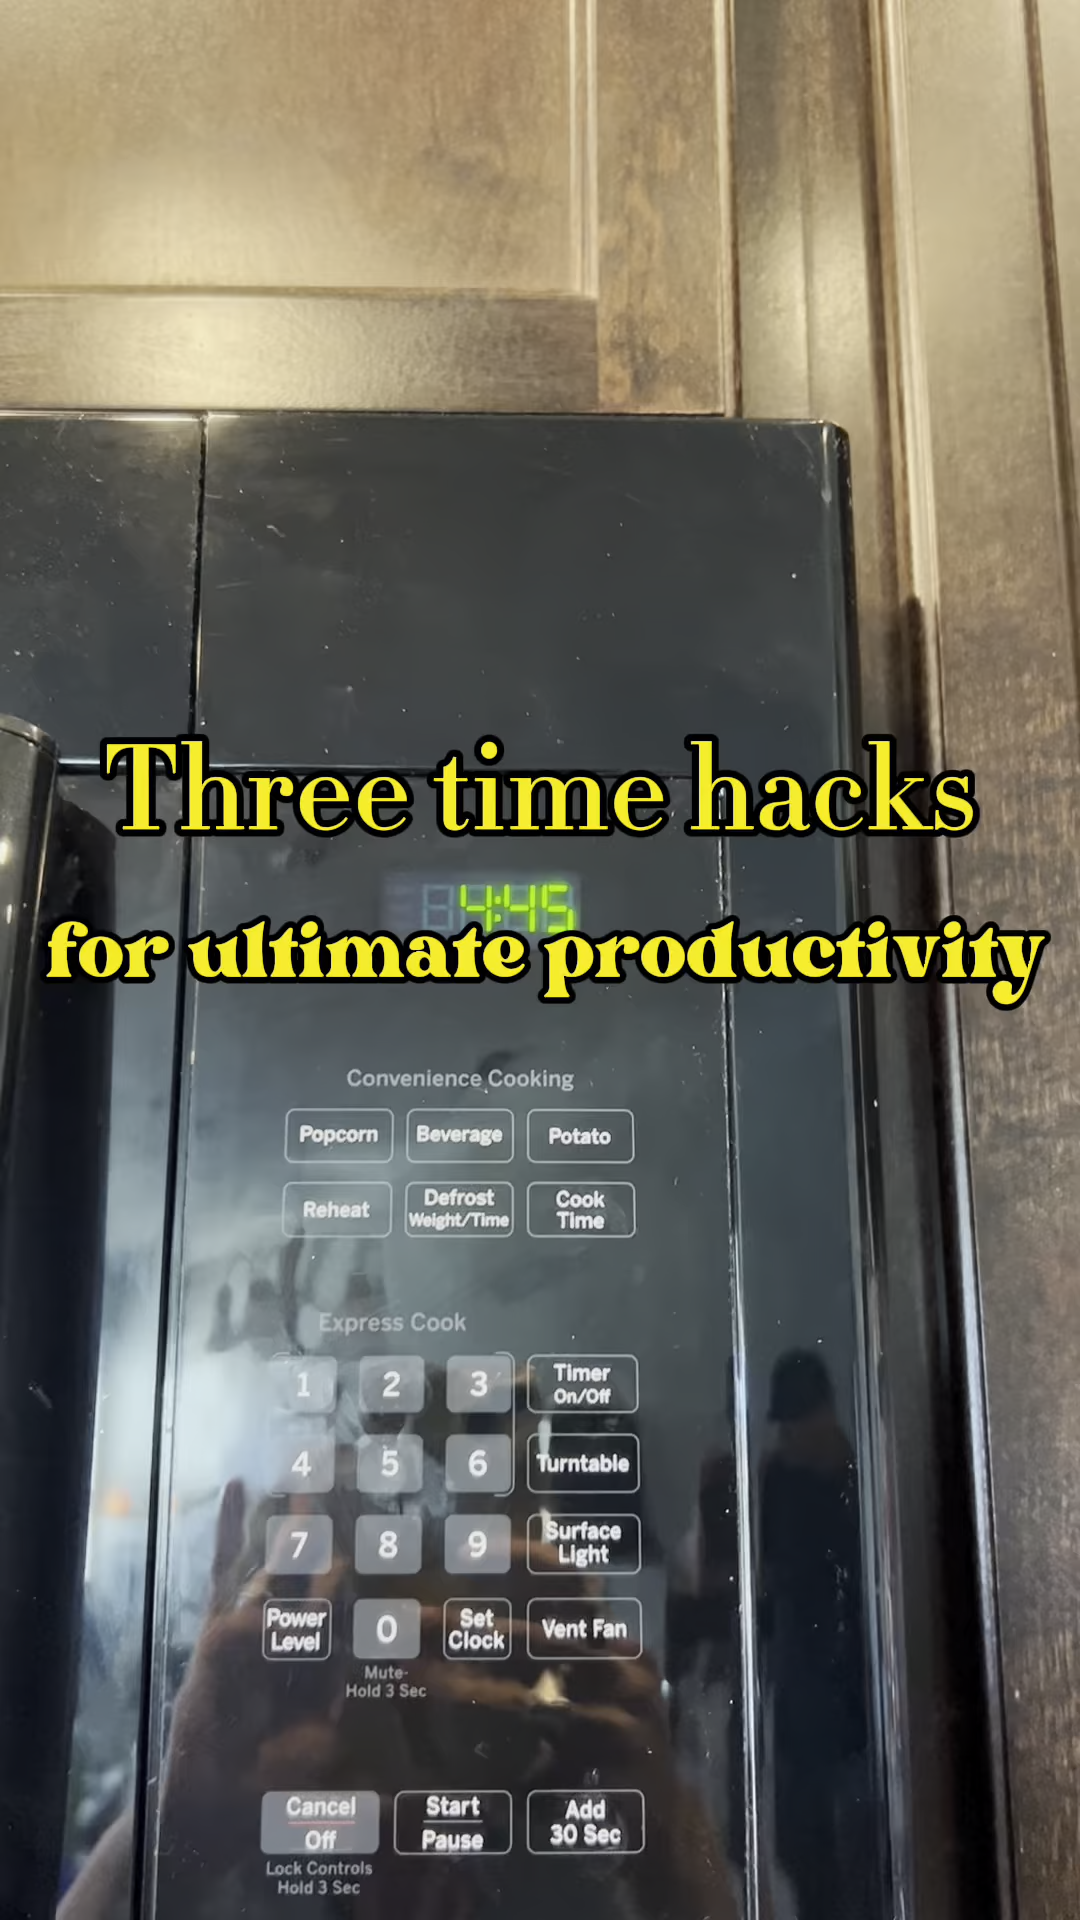 Three time hacks
4:45
for ultimate productivity
Convenience Cooking
Popcorn Beverage Potato
Reheat Defrost Weight/Time Cook Time
Express Cook
1 2 3 Timer On/Off
4 5 6 Turntable
7 8 9 Surface Light
Power Level 0 Set Clock Vent Fan
Mute-
Hold 3 Sec
Cancel Off Start Pause Add 30 Sec
Lock Controls
Hold 3 Sec